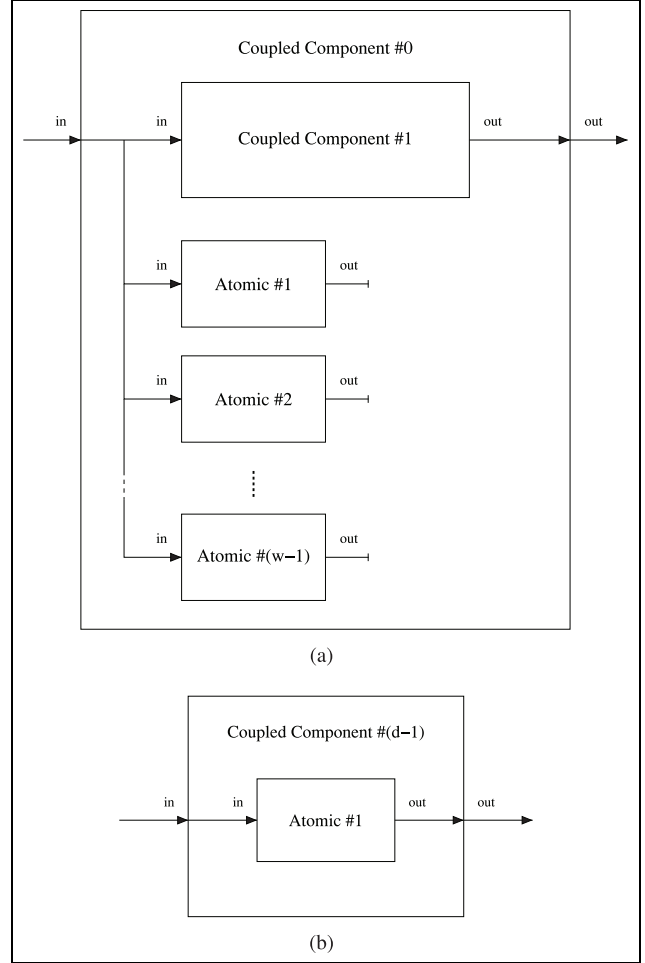 Coupled Component #0
in
in
Coupled Component #1
out
out
in
Atomic #1
out
in
Atomic #2
out
in
Atomic #(w−1)
out
(a)
Coupled Component #(d−1)
in
in
Atomic #1
out
out
(b)